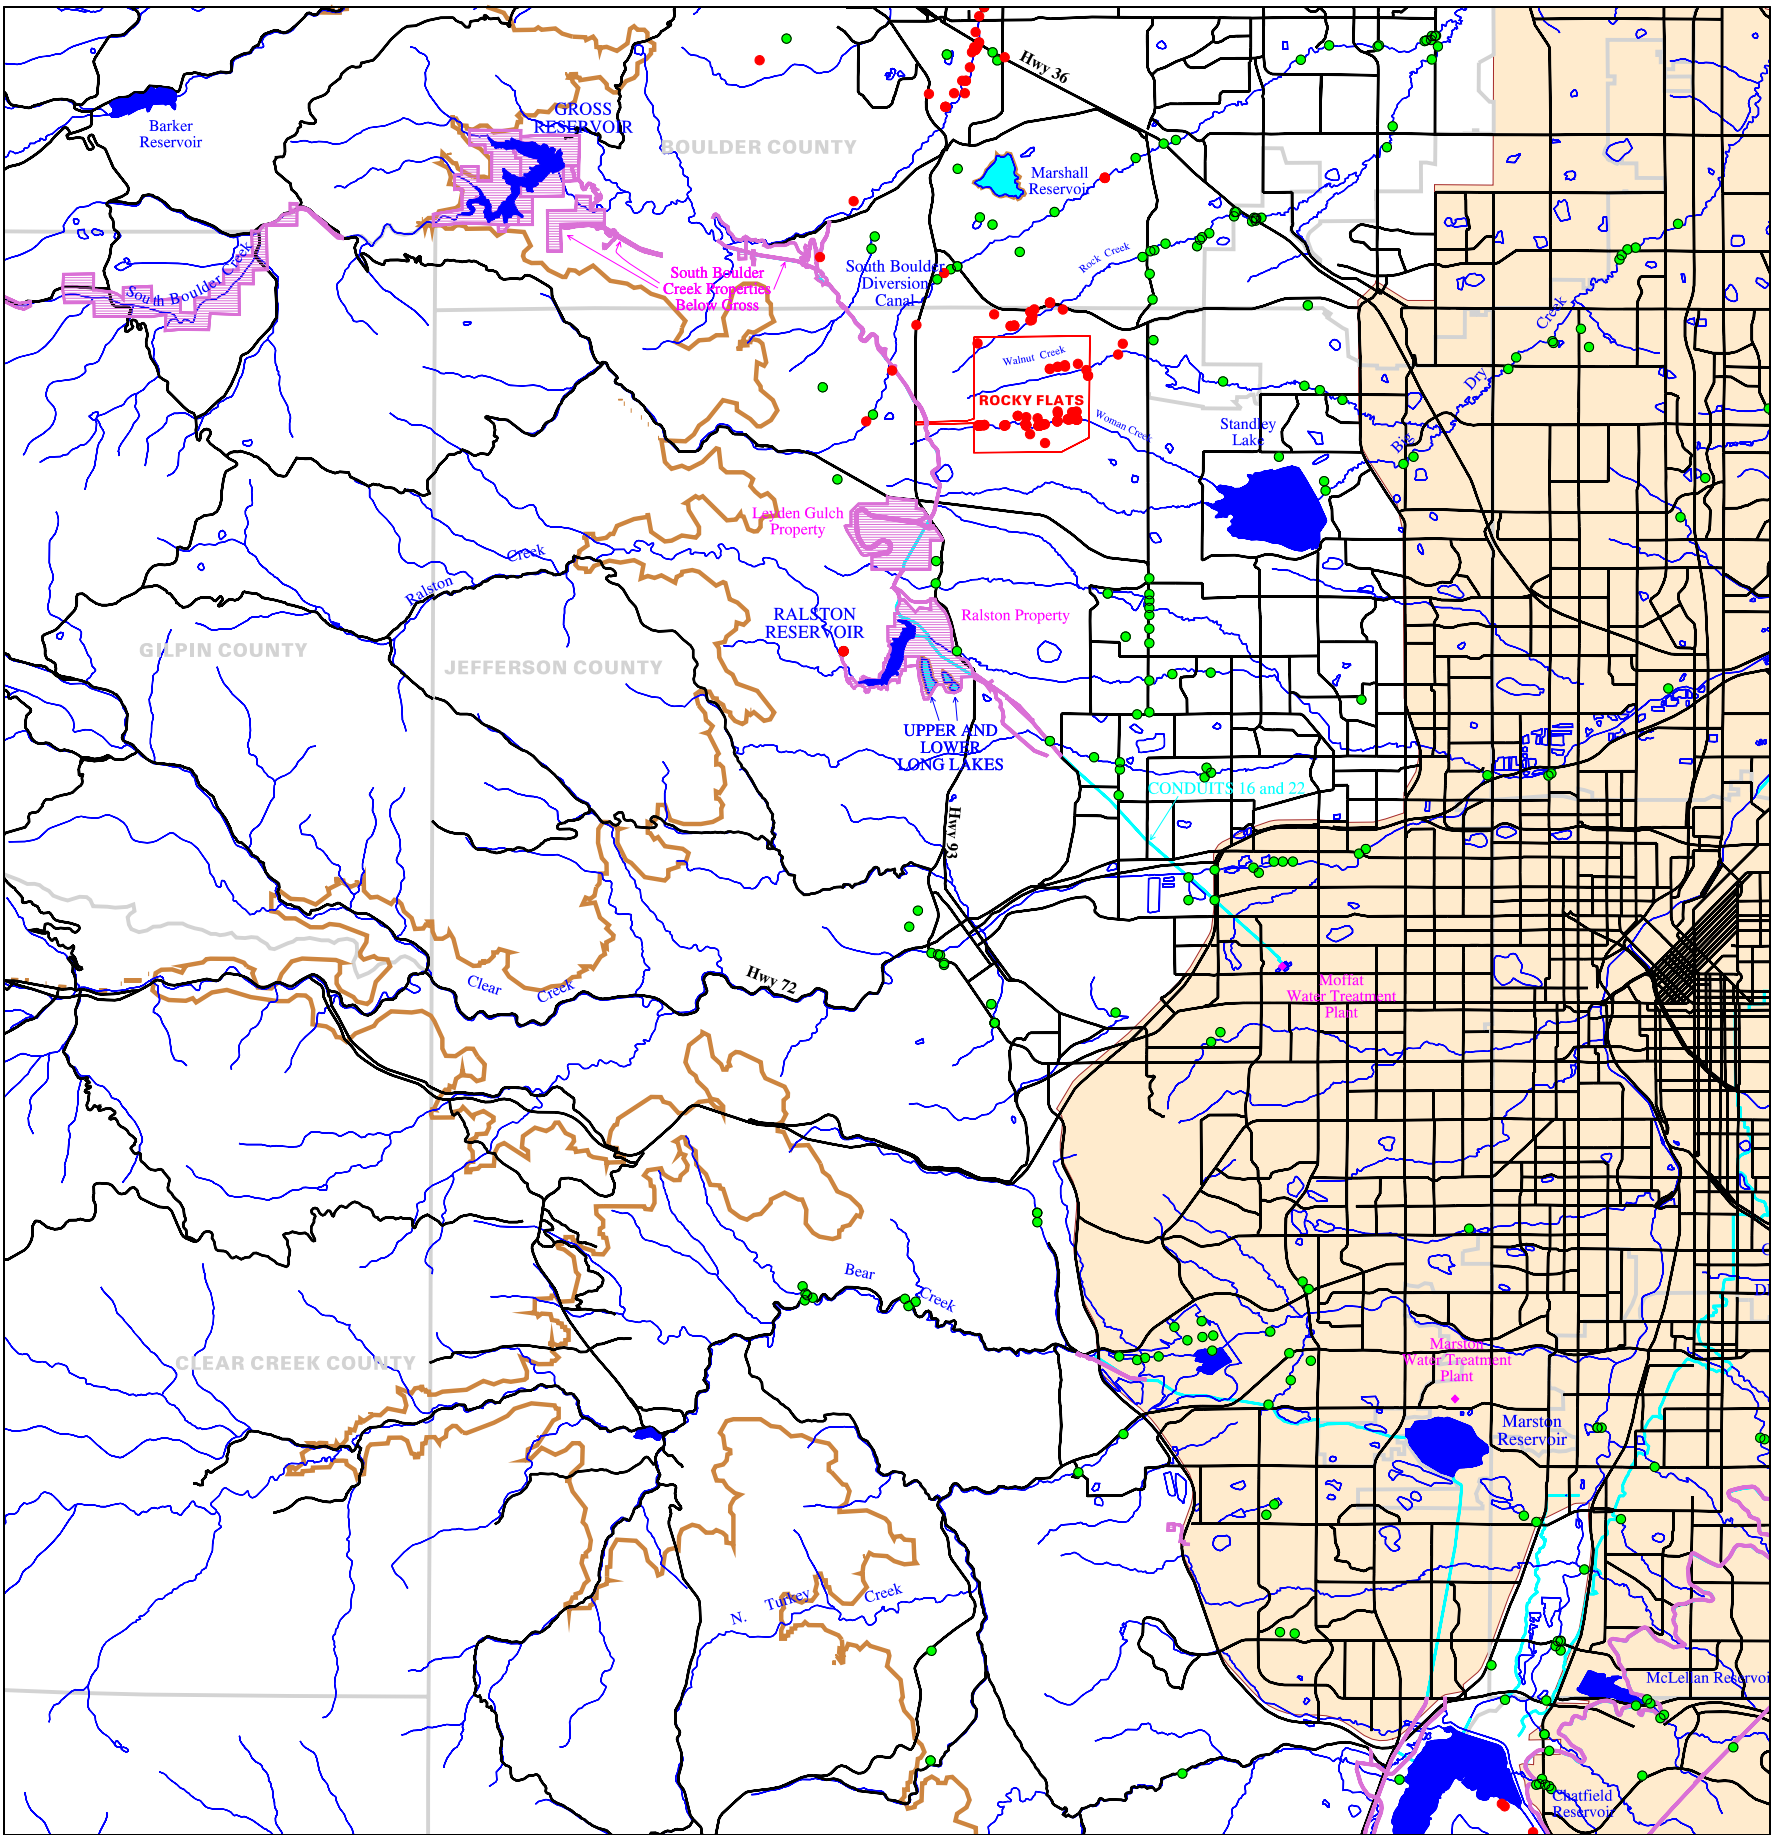 Hwy 36
Barker
Reservoir
GROSS
RESERVOIR
BOULDER COUNTY
Marshall
Reservoir
Rock Creek
South Boulder Creek
South Boulder
Creek Properties
Below Gross
South Boulder
Diversion
Canal
Creek
Walnut Creek
Dry
ROCKY FLATS
Woman Creek
Standley
Lake
Big
Leyden Gulch
Property
Creek
Ralston
RALSTON
RESERVOIR
Ralston Property
GILPIN COUNTY
JEFFERSON COUNTY
UPPER AND
LOWER
LONG LAKES
CONDUITS 16 and 22
Hwy 93
Hwy 72
Clear
Creek
Moffat
Water Treatment
Plant
Bear
Creek
CLEAR CREEK COUNTY
Marston
Water Treatment
Plant
Marston
Reservoir
N. Turkey Creek
McLellan Reservoi
Chatfield
Reservoir